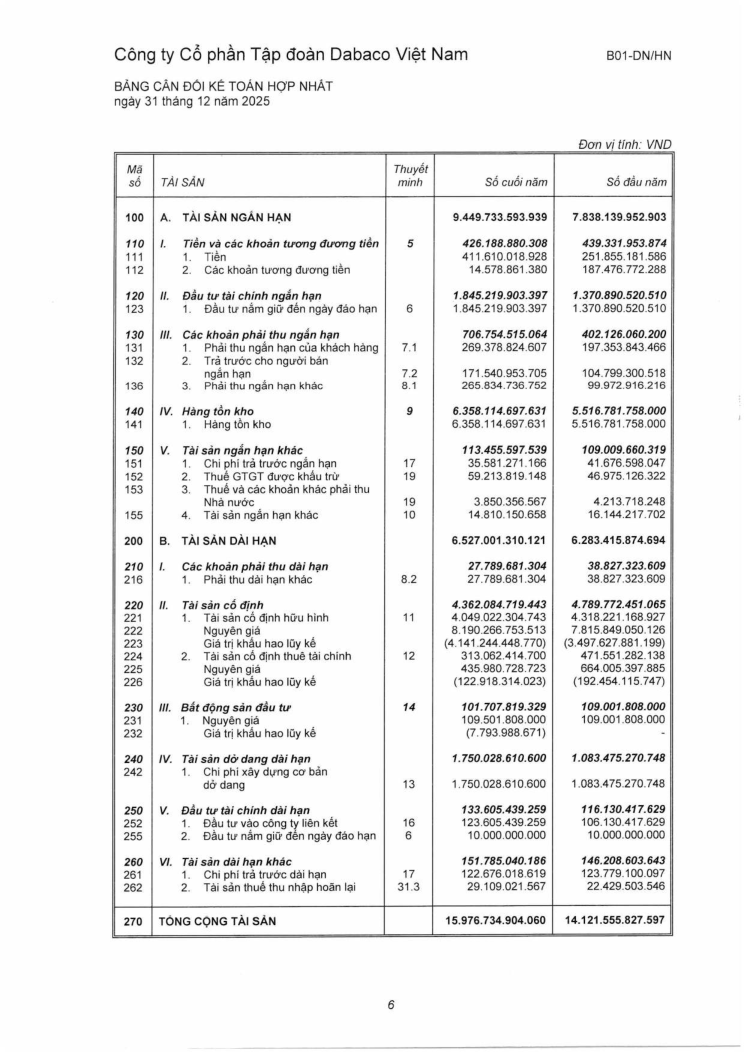 Công ty Cổ phần Tập đoàn Dabaco Việt Nam B01-DN/HN
BẢNG CÂN ĐỐI KẾ TOÁN HỢP NHẤT
ngày 31 tháng 12 năm 2025
Đơn vị tính: VND
Mã số TÀI SẢN Thuyết minh Số cuối năm Số đầu năm
100 A. TÀI SẢN NGẮN HẠN 9.449.733.593.939 7.838.139.952.903
110 I. Tiền và các khoản tương đương tiền 5 426.188.880.308 439.331.953.874
111 1. Tiền 411.610.018.928 251.855.181.586
112 2. Các khoản tương đương tiền 14.578.861.380 187.476.772.288
120 II. Đầu tư tài chính ngắn hạn 1.845.219.903.397 1.370.890.520.510
123 1. Đầu tư nắm giữ đến ngày đáo hạn 6 1.845.219.903.397 1.370.890.520.510
130 III. Các khoản phải thu ngắn hạn 706.754.515.064 402.126.060.200
131 1. Phải thu ngắn hạn của khách hàng 7.1 269.378.824.607 197.353.843.466
132 2. Trả trước cho người bán
ngắn hạn 7.2 171.540.953.705 104.799.300.518
136 3. Phải thu ngắn hạn khác 8.1 265.834.736.752 99.972.916.216
140 IV. Hàng tồn kho 9 6.358.114.697.631 5.516.781.758.000
141 1. Hàng tồn kho 6.358.114.697.631 5.516.781.758.000
150 V. Tài sản ngắn hạn khác 113.455.597.539 109.009.660.319
151 1. Chi phí trả trước ngắn hạn 17 35.581.271.166 41.676.598.047
152 2. Thuế GTGT được khấu trừ 19 59.213.819.148 46.975.126.322
153 3. Thuế và các khoản khác phải thu
Nhà nước 19 3.850.356.567 4.213.718.248
155 4. Tài sản ngắn hạn khác 10 14.810.150.658 16.144.217.702
200 B. TÀI SẢN DÀI HẠN 6.527.001.310.121 6.283.415.874.694
210 I. Các khoản phải thu dài hạn 27.789.681.304 38.827.323.609
216 1. Phải thu dài hạn khác 8.2 27.789.681.304 38.827.323.609
220 II. Tài sản cố định 4.362.084.719.443 4.789.772.451.065
221 1. Tài sản cố định hữu hình 11 4.049.022.304.743 4.318.221.168.927
222 Nguyên giá 8.190.266.753.513 7.815.849.050.126
223 Giá trị khấu hao lũy kế (4.141.244.448.770) (3.497.627.881.199)
224 2. Tài sản cố định thuê tài chính 12 313.062.414.700 471.551.282.138
225 Nguyên giá 435.980.728.723 664.005.397.885
226 Giá trị khấu hao lũy kế (122.918.314.023) (192.454.115.747)
230 III. Bất động sản đầu tư 14 101.707.819.329 109.001.808.000
231 1. Nguyên giá 109.501.808.000 109.001.808.000
232 Giá trị khấu hao lũy kế (7.793.988.671) -
240 IV. Tài sản dở dang dài hạn 1.750.028.610.600 1.083.475.270.748
242 1. Chi phí xây dựng cơ bản
dở dang 13 1.750.028.610.600 1.083.475.270.748
250 V. Đầu tư tài chính dài hạn 133.605.439.259 116.130.417.629
252 1. Đầu tư vào công ty liên kết 16 123.605.439.259 106.130.417.629
255 2. Đầu tư nắm giữ đến ngày đáo hạn 6 10.000.000.000 10.000.000.000
260 VI. Tài sản dài hạn khác 151.785.040.186 146.208.603.643
261 1. Chi phí trả trước dài hạn 17 122.676.018.619 123.779.100.097
262 2. Tài sản thuế thu nhập hoãn lại 31.3 29.109.021.567 22.429.503.546
270 TỔNG CỘNG TÀI SẢN 15.976.734.904.060 14.121.555.827.597
6